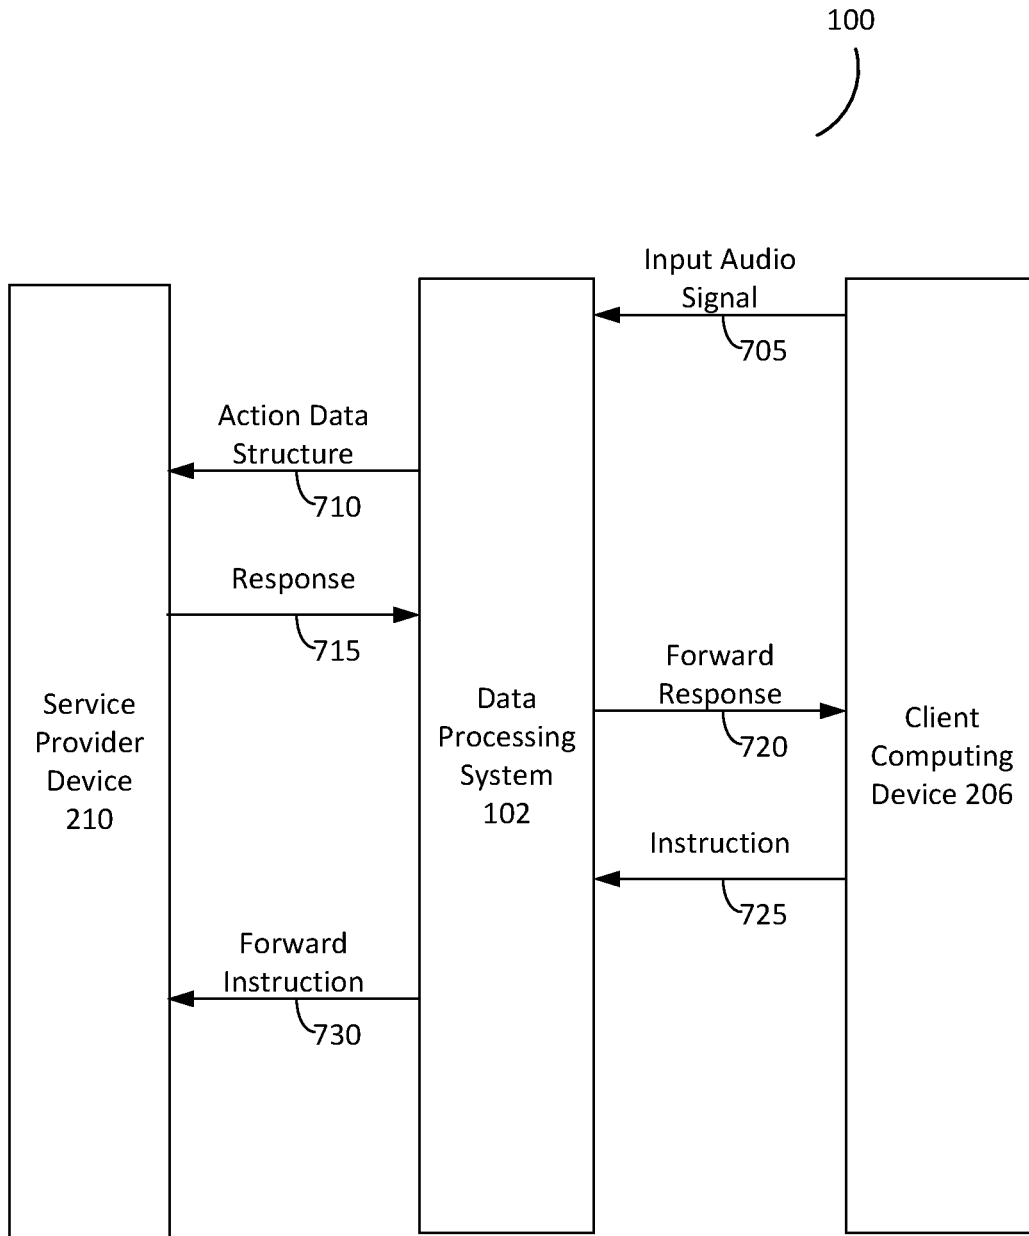 100
Input Audio
Signal
705
Action Data
Structure
710
Response
715
Forward
Response
720
Service
Provider
Device
210
Data
Processing
System
102
Client
Computing
Device 206
Instruction
725
Forward
Instruction
730